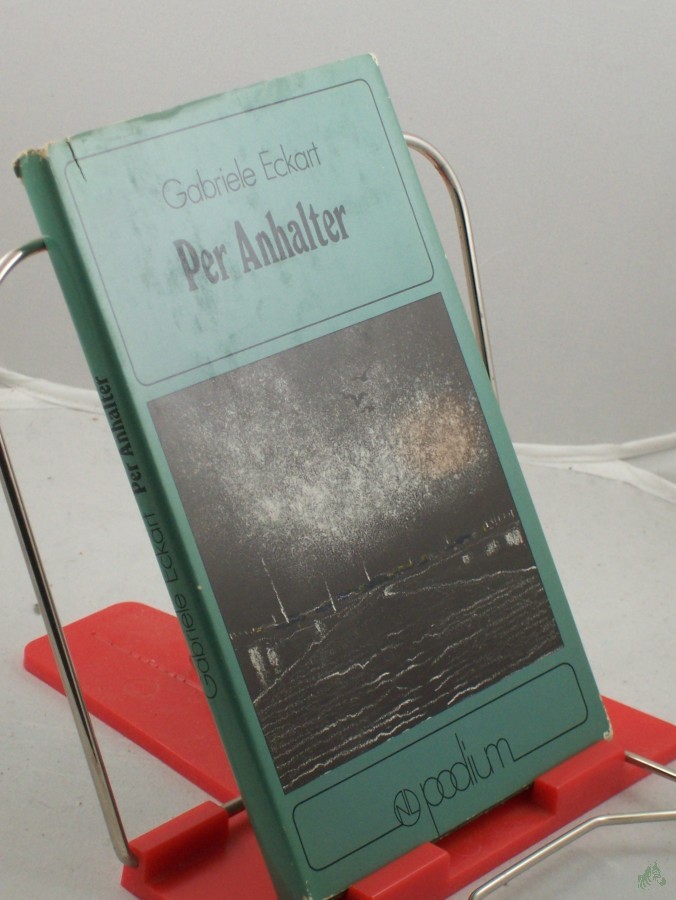 Gabriele Eckart
Per Anhalter
NL podium
Gabriele Eckart Per Anhalter